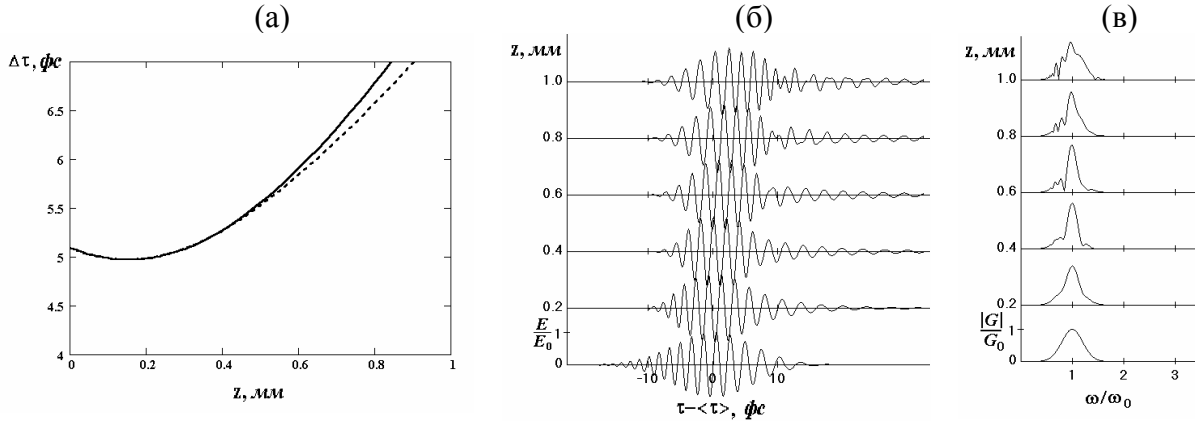 (а)
Δτ, фс
6.5
6
5.5
5
4.5
4
0 0.2 0.4 0.6 0.8 1
z, мм
(б)
z, мм
1.0
0.8
0.6
0.4
0.2
E
1
E₀
0
-10 0 10
τ-<τ>, фс
(в)
z, мм
1.0
0.8
0.6
0.4
0.2
|G|
1
G₀
0
1 2 3
ω/ω₀